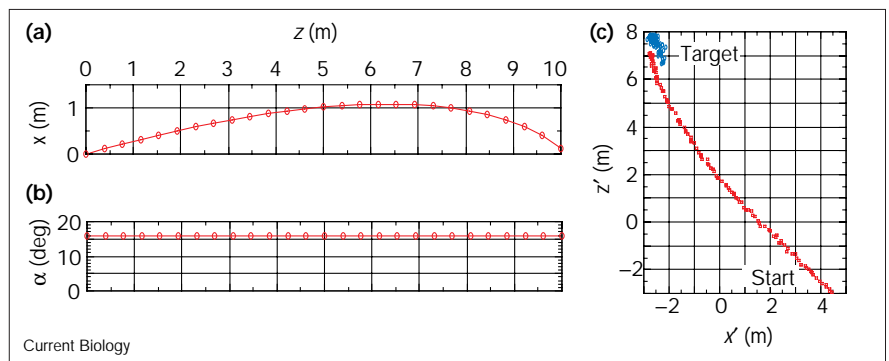 (a)
z (m)
0 1 2 3 4 5 6 7 8 9 10
x (m)
1
0
(b)
α (deg)
20
10
0
(c)
8
6
4
2
0
−2
z′ (m)
Target
Start
−2 0 2 4
x′ (m)
Current Biology